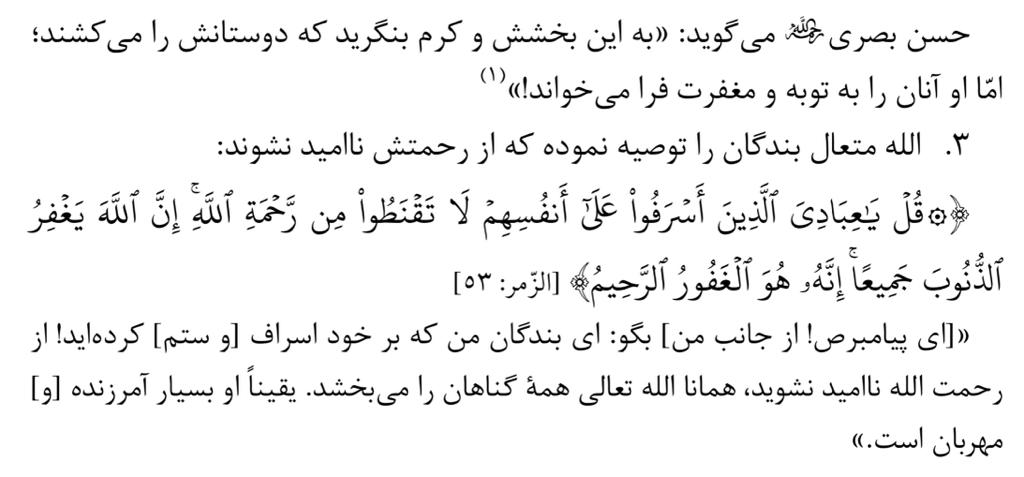 حسن بصری رحمه‌الله می‌گوید: «به این بخشش و کرم بنگرید که دوستانش را می‌کشند؛
امّا او آنان را به توبه و مغفرت فرا می‌خواند!»(۱)
۳. الله متعال بندگان را توصیه نموده که از رحمتش ناامید نشوند:
﴿۞قُلۡ يَٰعِبَادِيَ ٱلَّذِينَ أَسۡرَفُواْ عَلَىٰٓ أَنفُسِهِمۡ لَا تَقۡنَطُواْ مِن رَّحۡمَةِ ٱللَّهِۚ إِنَّ ٱللَّهَ يَغۡفِرُ
ٱلذُّنُوبَ جَمِيعًاۚ إِنَّهُۥ هُوَ ٱلۡغَفُورُ ٱلرَّحِيمُ﴾ [الزّمر: ۵۳]
«[ای پیامبرص! از جانب من] بگو: ای بندگان من که بر خود اسراف [و ستم] کرده‌اید! از
رحمت الله ناامید نشوید، همانا الله تعالی همهٔ گناهان را می‌بخشد. یقیناً او بسیار آمرزنده [و]
مهربان است.»